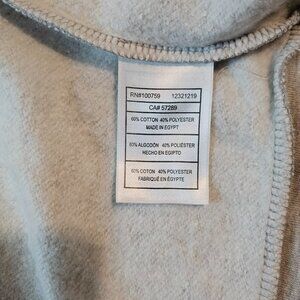 RN#100759 12321219
CA# 57289
60% COTTON 40% POLYESTER
MADE IN EGYPT
60% ALGODÓN 40% POLIÉSTER
HECHO EN EGIPTO
60% COTON 40% POLYESTER
FABRIQUÉ EN ÉGYPTE